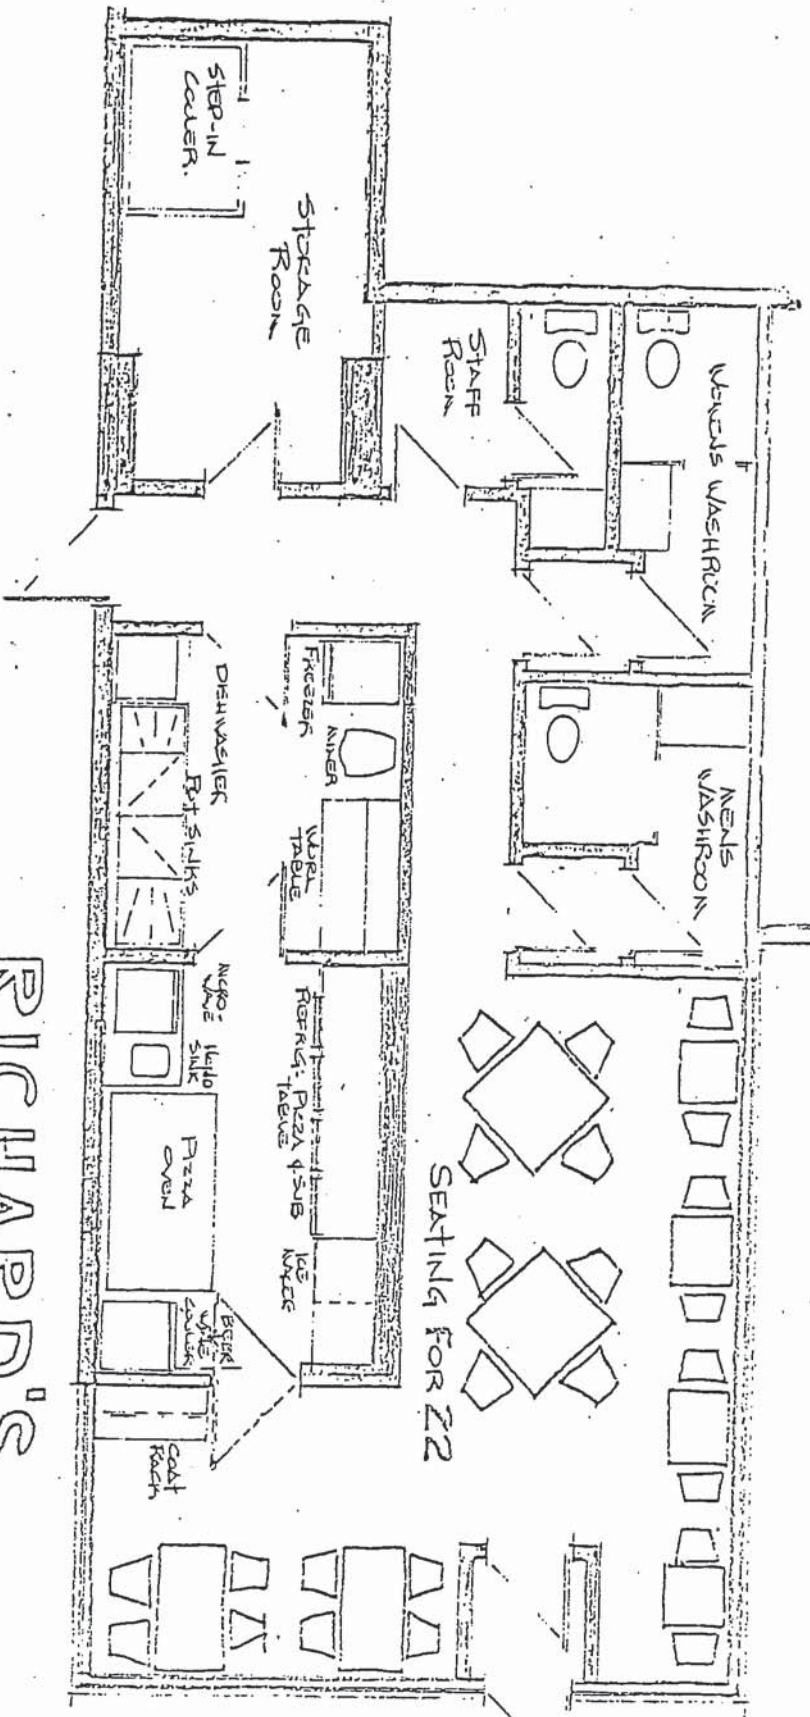 STEP-IN
COOLER.
STORAGE
ROOM
STAFF
ROOM
WOMENS WASHROOM
MENS
WASHROOM
FREEZER
MIXER
WORK
TABLE
DISHWASHER
POT SINKS
MICRO-
WAVE
HAND
SINK
PIZZA
OVEN
REFRIG. PIZZA & SUB
TABLE
ICE
MAKER
BEER/
WINE
COOLER
COAT
RACK
SEATING FOR 22
RICHARD'S